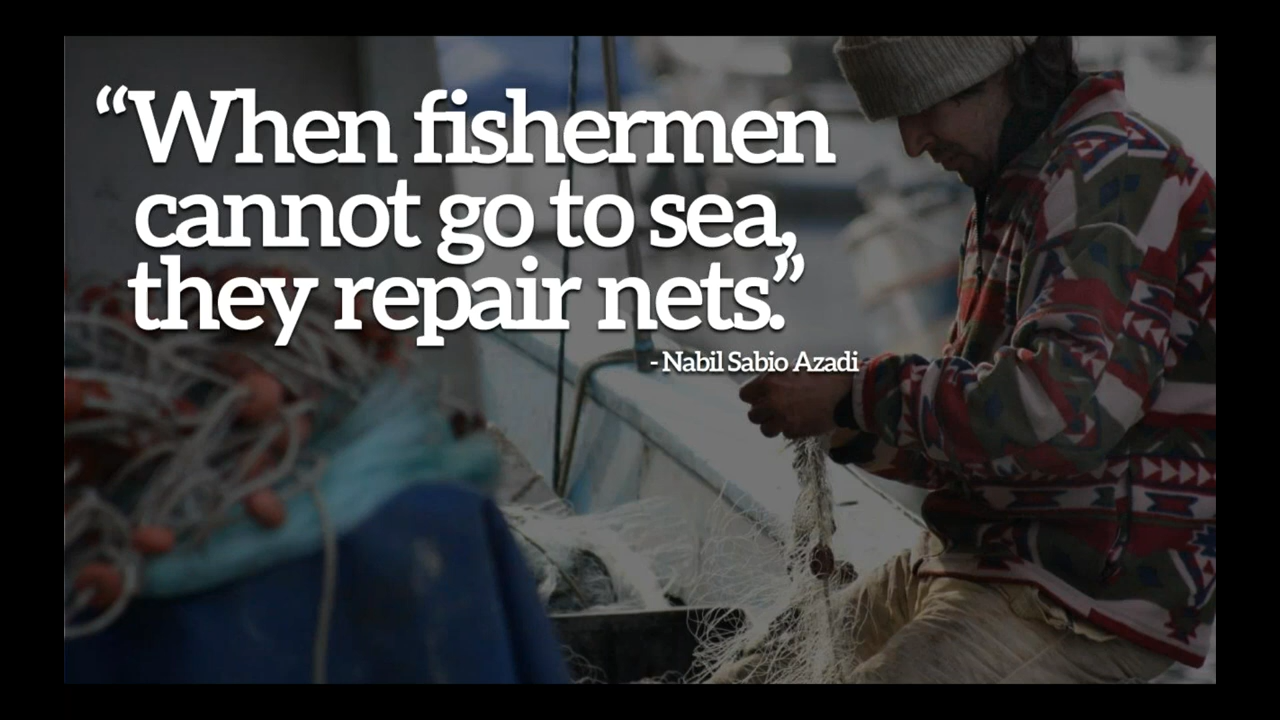 “When fishermen
cannot go to sea,
they repair nets.”
- Nabil Sabio Azadi